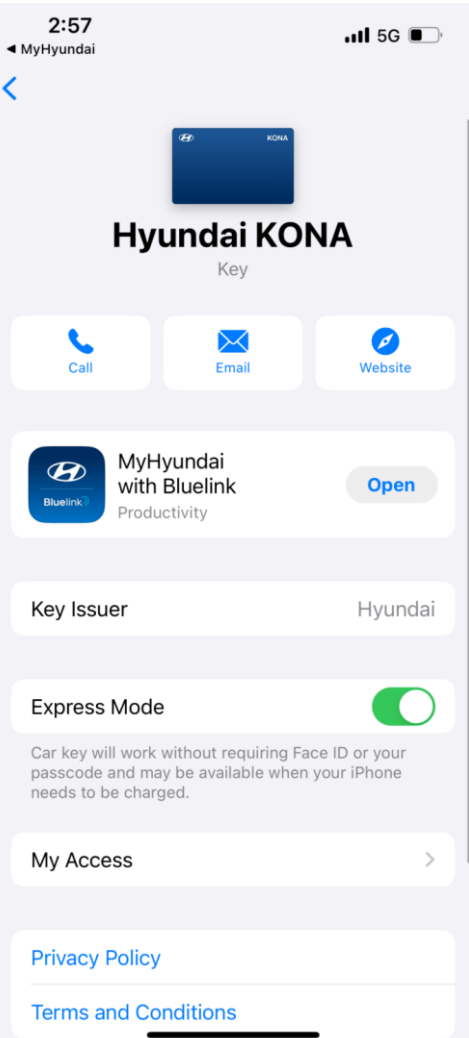 2:57
5G
◀ MyHyundai
KONA
Hyundai KONA
Key
Call
Email
Website
Bluelink
MyHyundai
with Bluelink
Productivity
Open
Key Issuer
Hyundai
Express Mode
Car key will work without requiring Face ID or your
passcode and may be available when your iPhone
needs to be charged.
My Access
Privacy Policy
Terms and Conditions